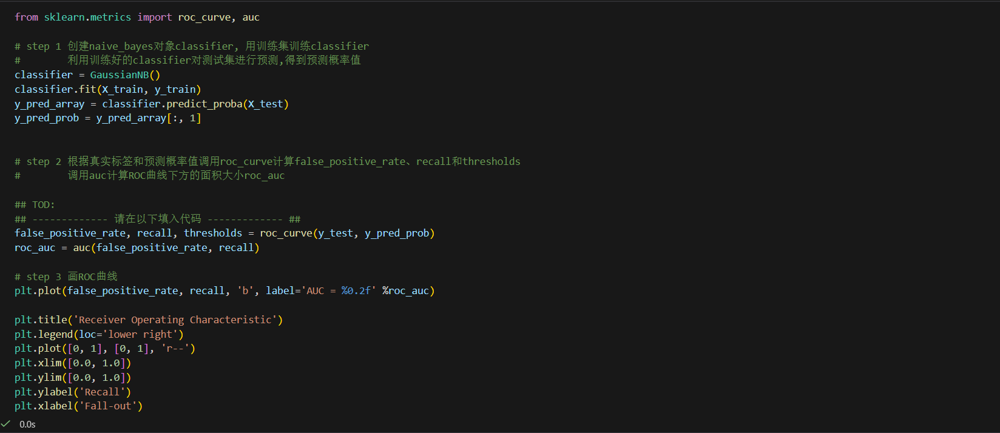 from sklearn.metrics import roc_curve, auc
# step 1 创建naive_bayes对象classifier, 用训练集训练classifier
#        利用训练好的classifier对测试集进行预测,得到预测概率值
classifier = GaussianNB()
classifier.fit(X_train, y_train)
y_pred_array = classifier.predict_proba(X_test)
y_pred_prob = y_pred_array[:, 1]
# step 2 根据真实标签和预测概率值调用roc_curve计算false_positive_rate、recall和thresholds
#        调用auc计算ROC曲线下方的面积大小roc_auc
## TOD:
## ------------- 请在以下填入代码 ------------- ##
false_positive_rate, recall, thresholds = roc_curve(y_test, y_pred_prob)
roc_auc = auc(false_positive_rate, recall)
# step 3 画ROC曲线
plt.plot(false_positive_rate, recall, 'b', label='AUC = %0.2f' %roc_auc)
plt.title('Receiver Operating Characteristic')
plt.legend(loc='lower right')
plt.plot([0, 1], [0, 1], 'r--')
plt.xlim([0.0, 1.0])
plt.ylim([0.0, 1.0])
plt.ylabel('Recall')
plt.xlabel('Fall-out')
0.0s